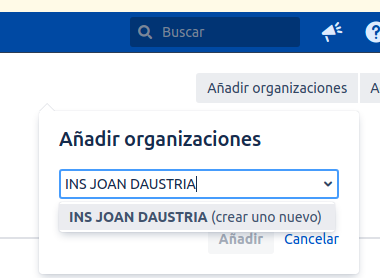 Buscar
Añadir organizaciones
Añadir organizaciones
INS JOAN DAUSTRIA
INS JOAN DAUSTRIA (crear uno nuevo)
Añadir Cancelar